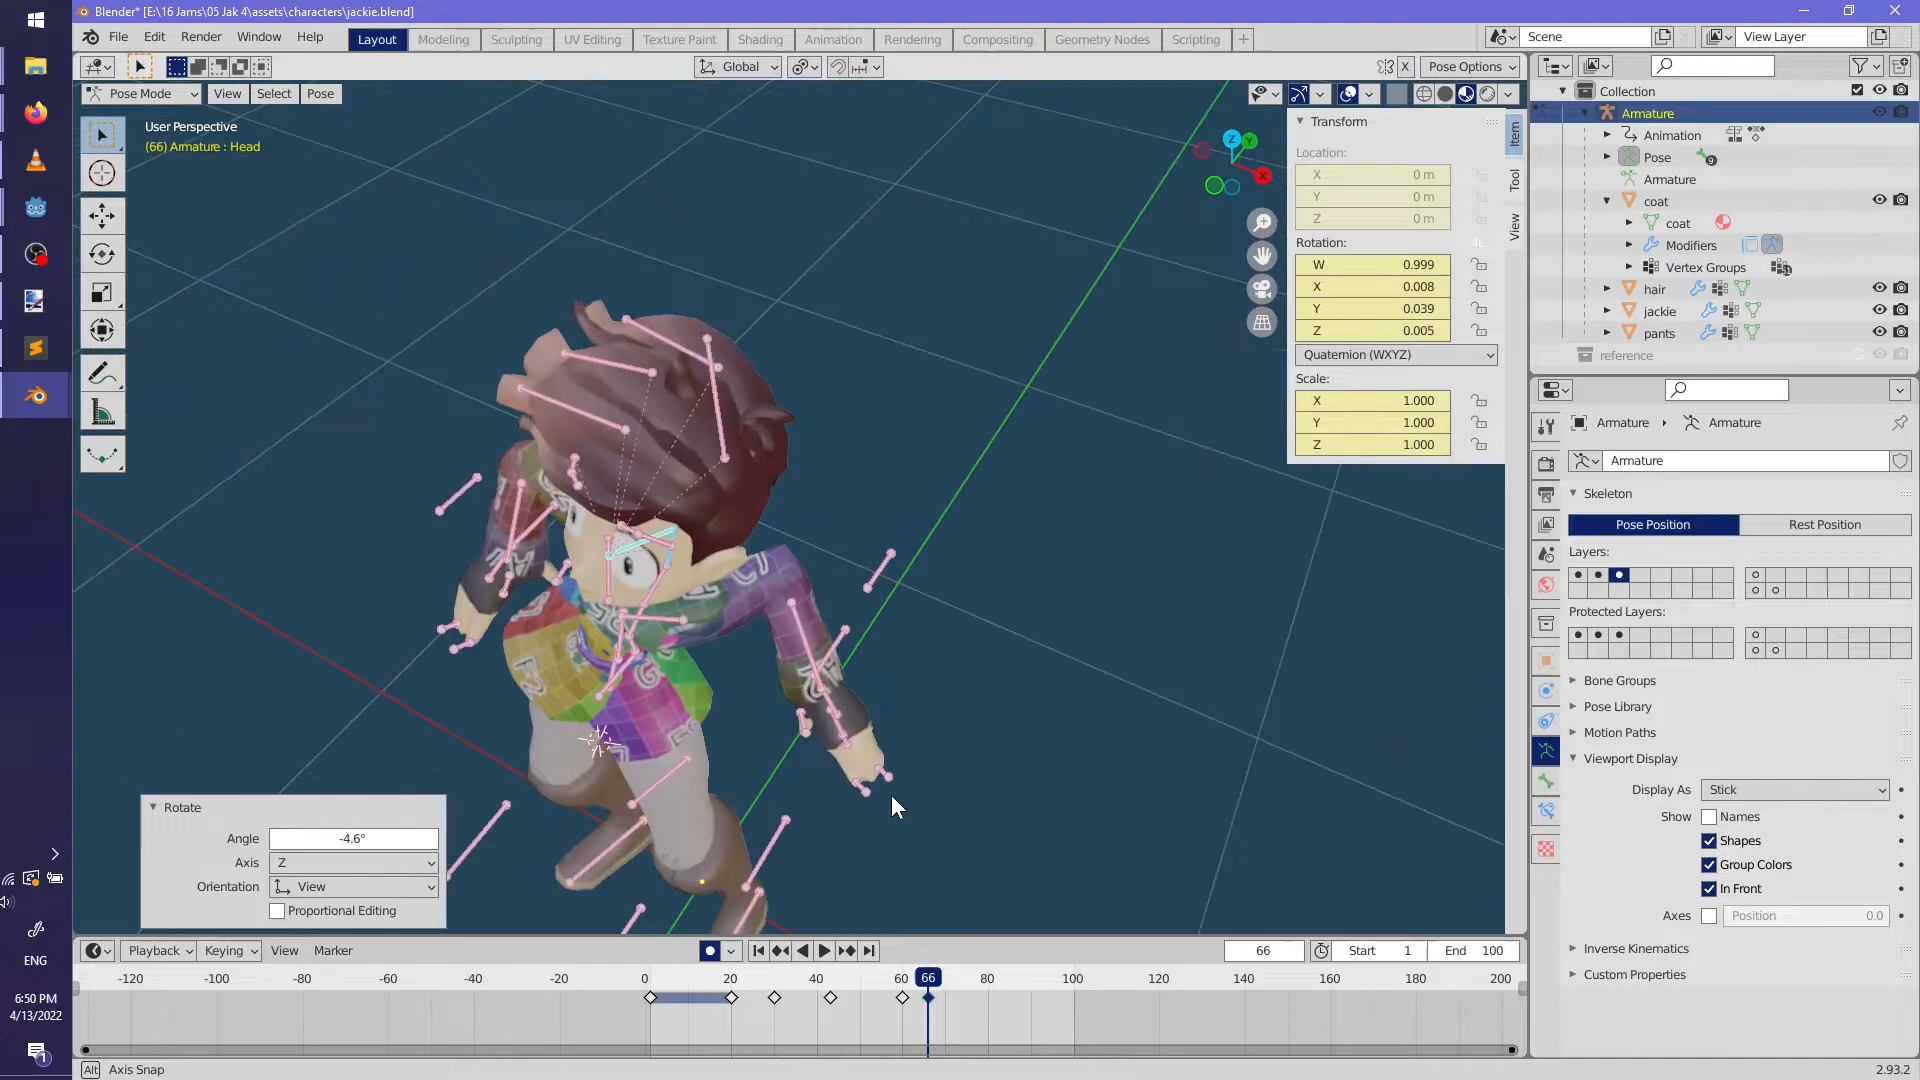 Blender* [E:\16 Jams\05 Jak 4\assets\characters\jackie.blend]
File Edit Render Window Help Layout Modeling Sculpting UV Editing Texture Paint Shading Animation Rendering Compositing Geometry Nodes Scripting Scene View Layer
Global X Pose Options
Pose Mode View Select Pose
Collection
Armature
Animation
Pose 9
Armature
coat
coat
Modifiers
Vertex Groups
hair
jackie
pants
reference
User Perspective
(66) Armature : Head
Z Y X
Transform
Location:
X 0 m
Y 0 m
Z 0 m
Rotation: 4L
W 0.999
X 0.008
Y 0.039
Z 0.005
Quaternion (WXYZ)
Scale:
X 1.000
Y 1.000
Z 1.000
Item
Tool
View
Armature Armature
Armature
Skeleton
Pose Position Rest Position
Layers:
Protected Layers:
Bone Groups
Pose Library
Motion Paths
Viewport Display
Display As Stick
Show Names
Shapes
Group Colors
In Front
Axes Position 0.0
Inverse Kinematics
Custom Properties
Rotate
Angle -4.6°
Axis Z
Orientation View
Proportional Editing
Playback Keying View Marker 66 Start 1 End 100
-120 -100 -80 -60 -40 -20 0 20 40 60 66 80 100 120 140 160 180 200
Alt Axis Snap 2.93.2
ENG
6:50 PM
4/13/2022
1